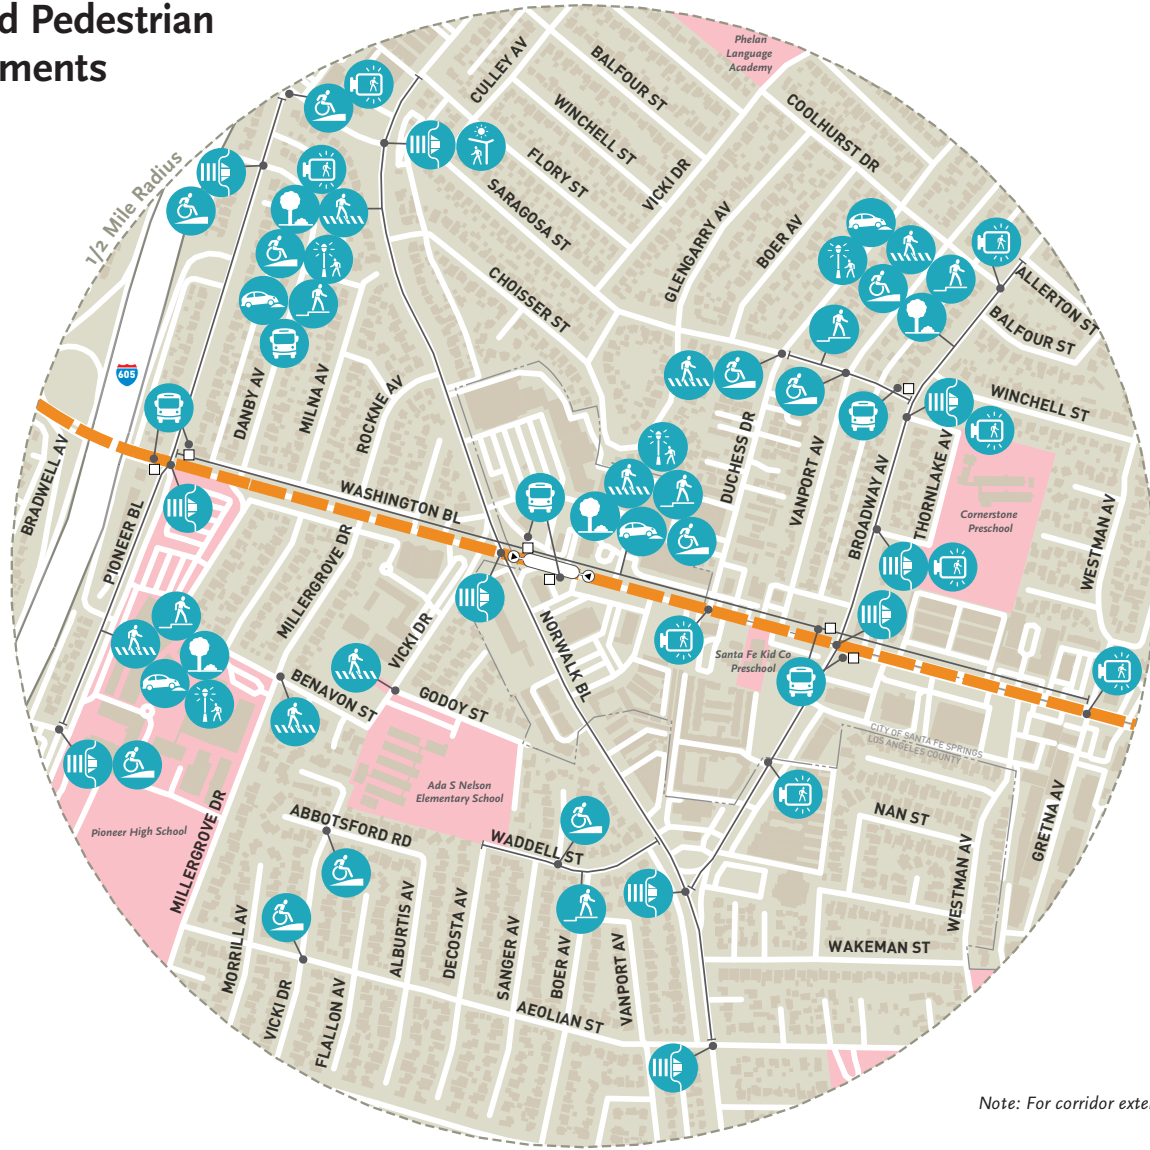 d Pedestrian
ments
Phelan
Language
Academy
CULLEY AV
BALFOUR ST
WINCHELL ST
FLORY ST
SARAGOSA ST
CHOISSER ST
VICKI DR
COOLHURST DR
GLENGARRY AV
BOER AV
ALLERTON ST
BALFOUR ST
WINCHELL ST
1/2 Mile Radius
605
DANBY AV
MILNA AV
ROCKNE AV
BRADWELL AV
PIONEER BL
WASHINGTON BL
MILLERGROVE DR
VICKI DR
NORWALK BL
DUCHESS DR
VANPORT AV
BROADWAY AV
THORNLAKE AV
Cornerstone
Preschool
WESTMAN AV
Santa Fe Kid Co
Preschool
BENAVON ST
GODOY ST
CITY OF SANTA FE SPRINGS
LOS ANGELES COUNTY
Ada S Nelson
Elementary School
Pioneer High School
MILLERGROVE DR
ABBOTSFORD RD
WADDELL ST
NAN ST
GRETNA AV
WESTMAN AV
WAKEMAN ST
MORRILL AV
VICKI DR
FLALLON AV
ALBURTIS AV
DECOSTA AV
SANGER AV
BOER AV
VANPORT AV
AEOLIAN ST
Note: For corridor exte